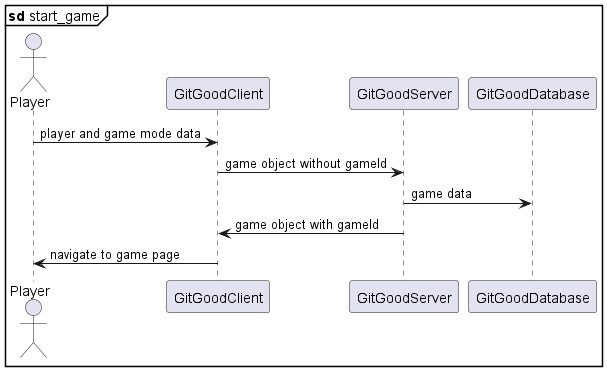 sd start_game
Player
GitGoodClient
GitGoodServer
GitGoodDatabase
player and game mode data
game object without gameId
game data
game object with gameId
navigate to game page
Player
GitGoodClient
GitGoodServer
GitGoodDatabase